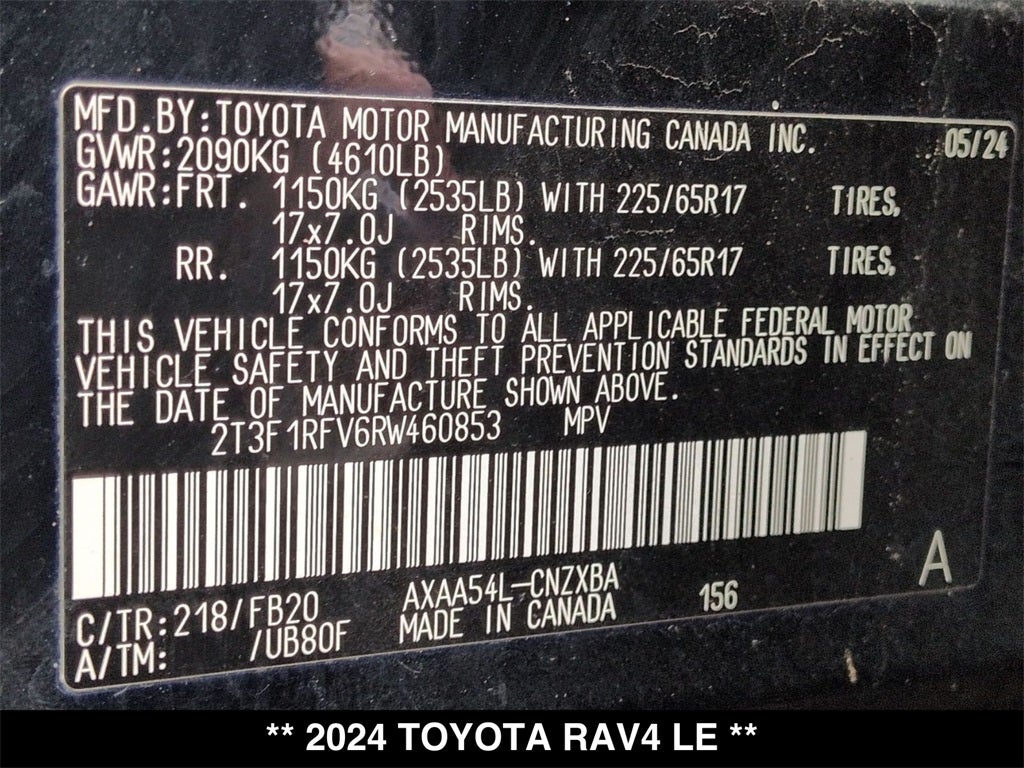 MFD.BY:TOYOTA MOTOR MANUFACTURING CANADA INC. 05/24
GVWR:2090KG (4610LB)
GAWR:FRT. 1150KG (2535LB) WITH 225/65R17 TIRES,
17x7.0J RIMS.
RR. 1150KG (2535LB) WITH 225/65R17 TIRES,
17x7.0J RIMS.
THIS VEHICLE CONFORMS TO ALL APPLICABLE FEDERAL MOTOR
VEHICLE SAFETY AND THEFT PREVENTION STANDARDS IN EFFECT ON
THE DATE OF MANUFACTURE SHOWN ABOVE.
2T3F1RFV6RW460853 MPV
A
C/TR:218/FB20 AXAA54L-CNZXBA 156
A/TM: /UB80F MADE IN CANADA
** 2024 TOYOTA RAV4 LE **